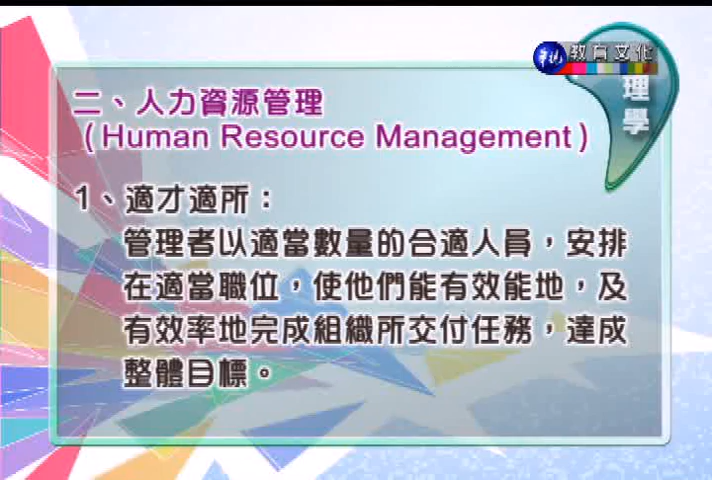 華視 教育文化
理學
二、人力資源管理
(Human Resource Management)
1、適才適所：
管理者以適當數量的合適人員，安排
在適當職位，使他們能有效能地，及
有效率地完成組織所交付任務，達成
整體目標。